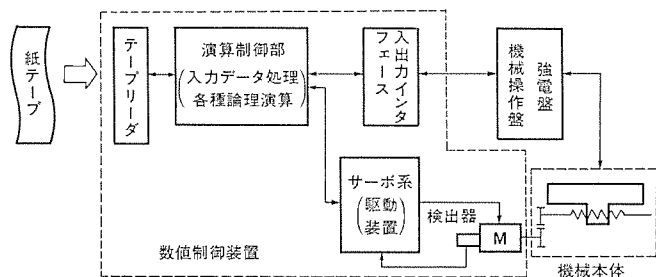 紙テープ
テープリーダ
演算制御部
(入力データ処理
各種論理演算)
入出力インタ
フェース
強電盤
機械操作盤
サーボ系
(駆動
装置)
検出器
M
数値制御装置
機械本体